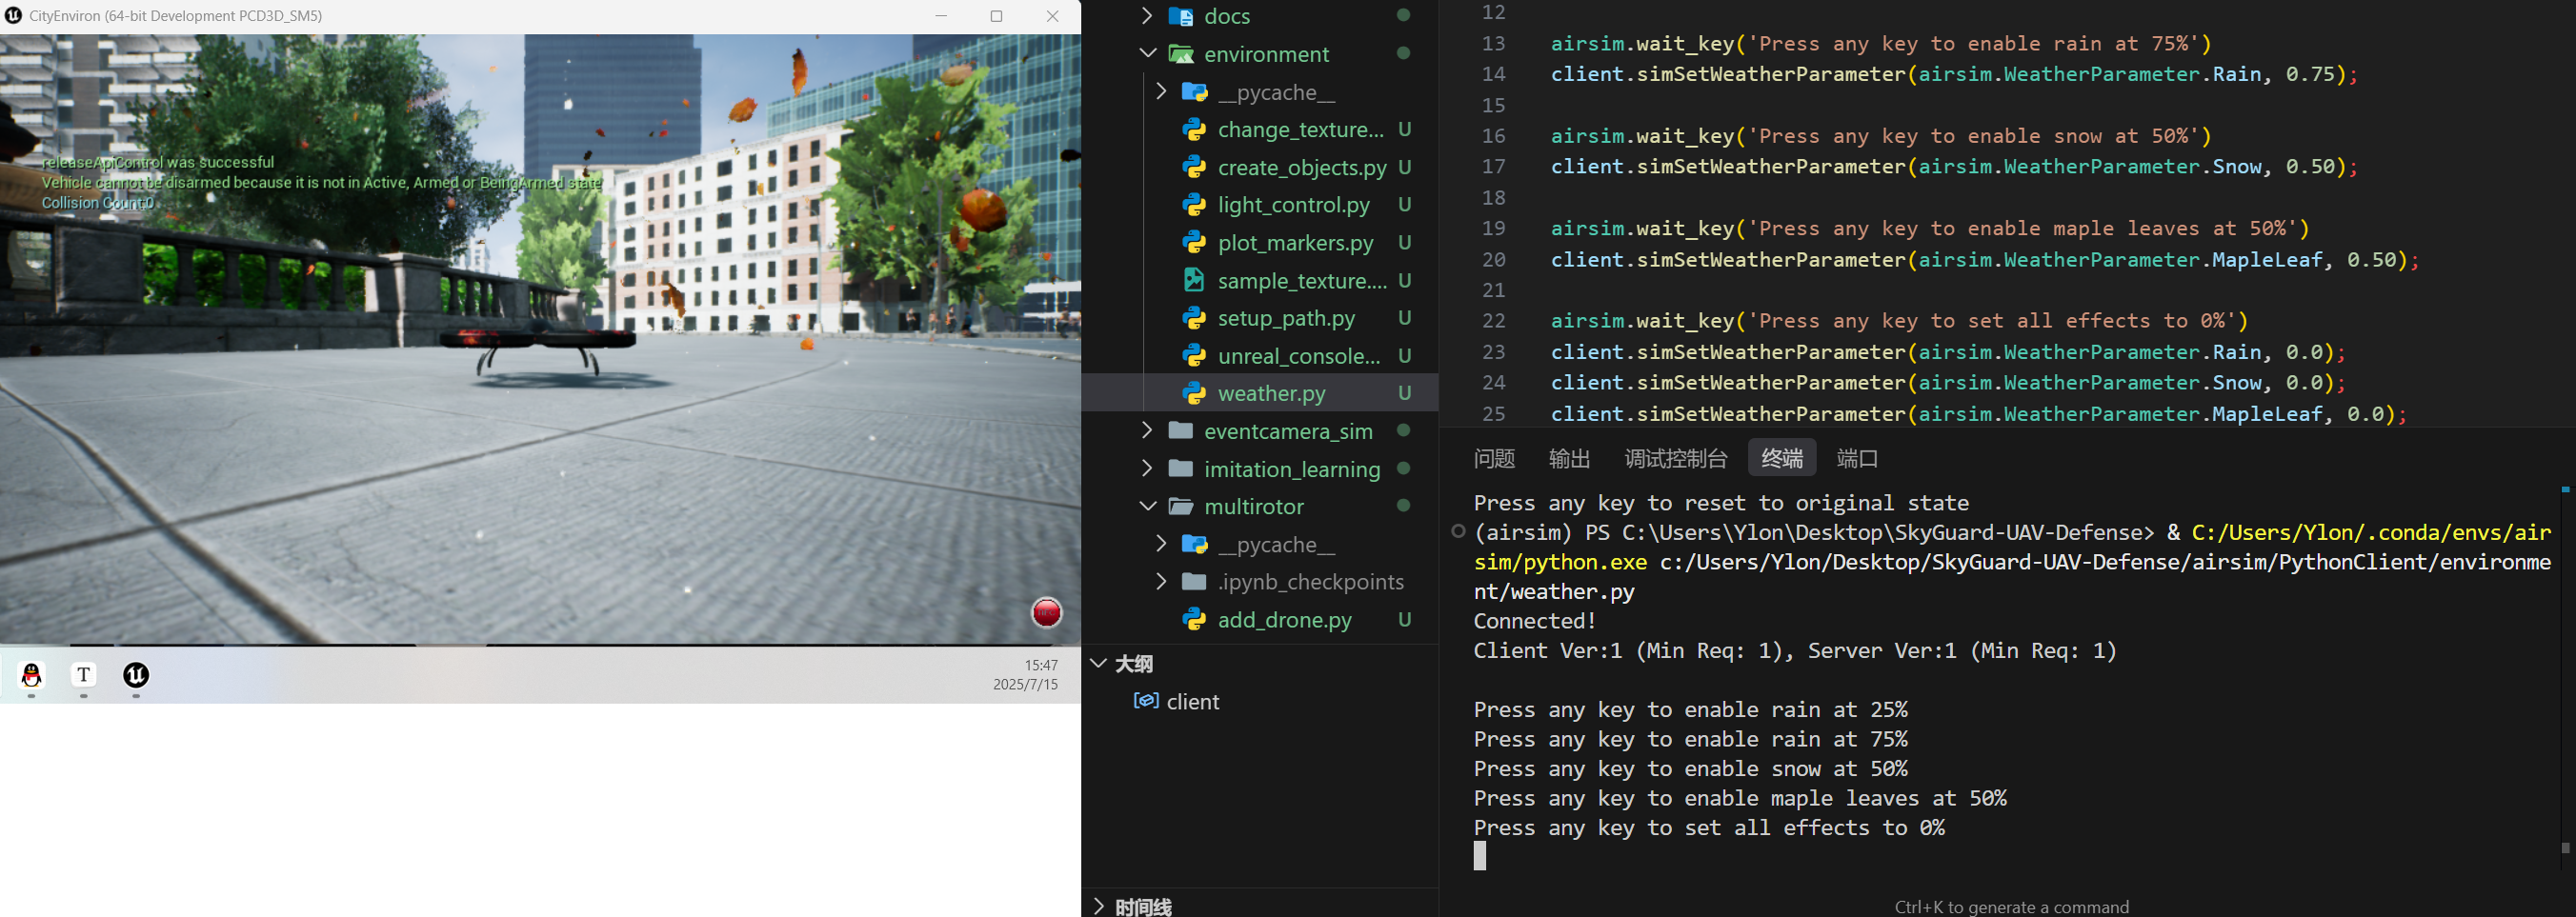 CityEnviron (64-bit Development PCD3D_SM5)
releaseApiControl was successful
Vehicle cannot be disarmed because it is not in Active, Armed or BeingArmed state
Collision Count:0
REC
T
15:47
2025/7/15
docs
environment
__pycache__
change_texture... U
create_objects.py U
light_control.py U
plot_markers.py U
sample_texture.... U
setup_path.py U
unreal_console... U
weather.py U
eventcamera_sim
imitation_learning
multirotor
__pycache__
.ipynb_checkpoints
add_drone.py U
大纲
client
时间线
12
13 airsim.wait_key('Press any key to enable rain at 75%')
14 client.simSetWeatherParameter(airsim.WeatherParameter.Rain, 0.75);
15
16 airsim.wait_key('Press any key to enable snow at 50%')
17 client.simSetWeatherParameter(airsim.WeatherParameter.Snow, 0.50);
18
19 airsim.wait_key('Press any key to enable maple leaves at 50%')
20 client.simSetWeatherParameter(airsim.WeatherParameter.MapleLeaf, 0.50);
21
22 airsim.wait_key('Press any key to set all effects to 0%')
23 client.simSetWeatherParameter(airsim.WeatherParameter.Rain, 0.0);
24 client.simSetWeatherParameter(airsim.WeatherParameter.Snow, 0.0);
25 client.simSetWeatherParameter(airsim.WeatherParameter.MapleLeaf, 0.0);
问题 输出 调试控制台 终端 端口
Press any key to reset to original state
(airsim) PS C:\Users\Ylon\Desktop\SkyGuard-UAV-Defense> & C:/Users/Ylon/.conda/envs/air
sim/python.exe c:/Users/Ylon/Desktop/SkyGuard-UAV-Defense/airsim/PythonClient/environme
nt/weather.py
Connected!
Client Ver:1 (Min Req: 1), Server Ver:1 (Min Req: 1)
Press any key to enable rain at 25%
Press any key to enable rain at 75%
Press any key to enable snow at 50%
Press any key to enable maple leaves at 50%
Press any key to set all effects to 0%
Ctrl+K to generate a command